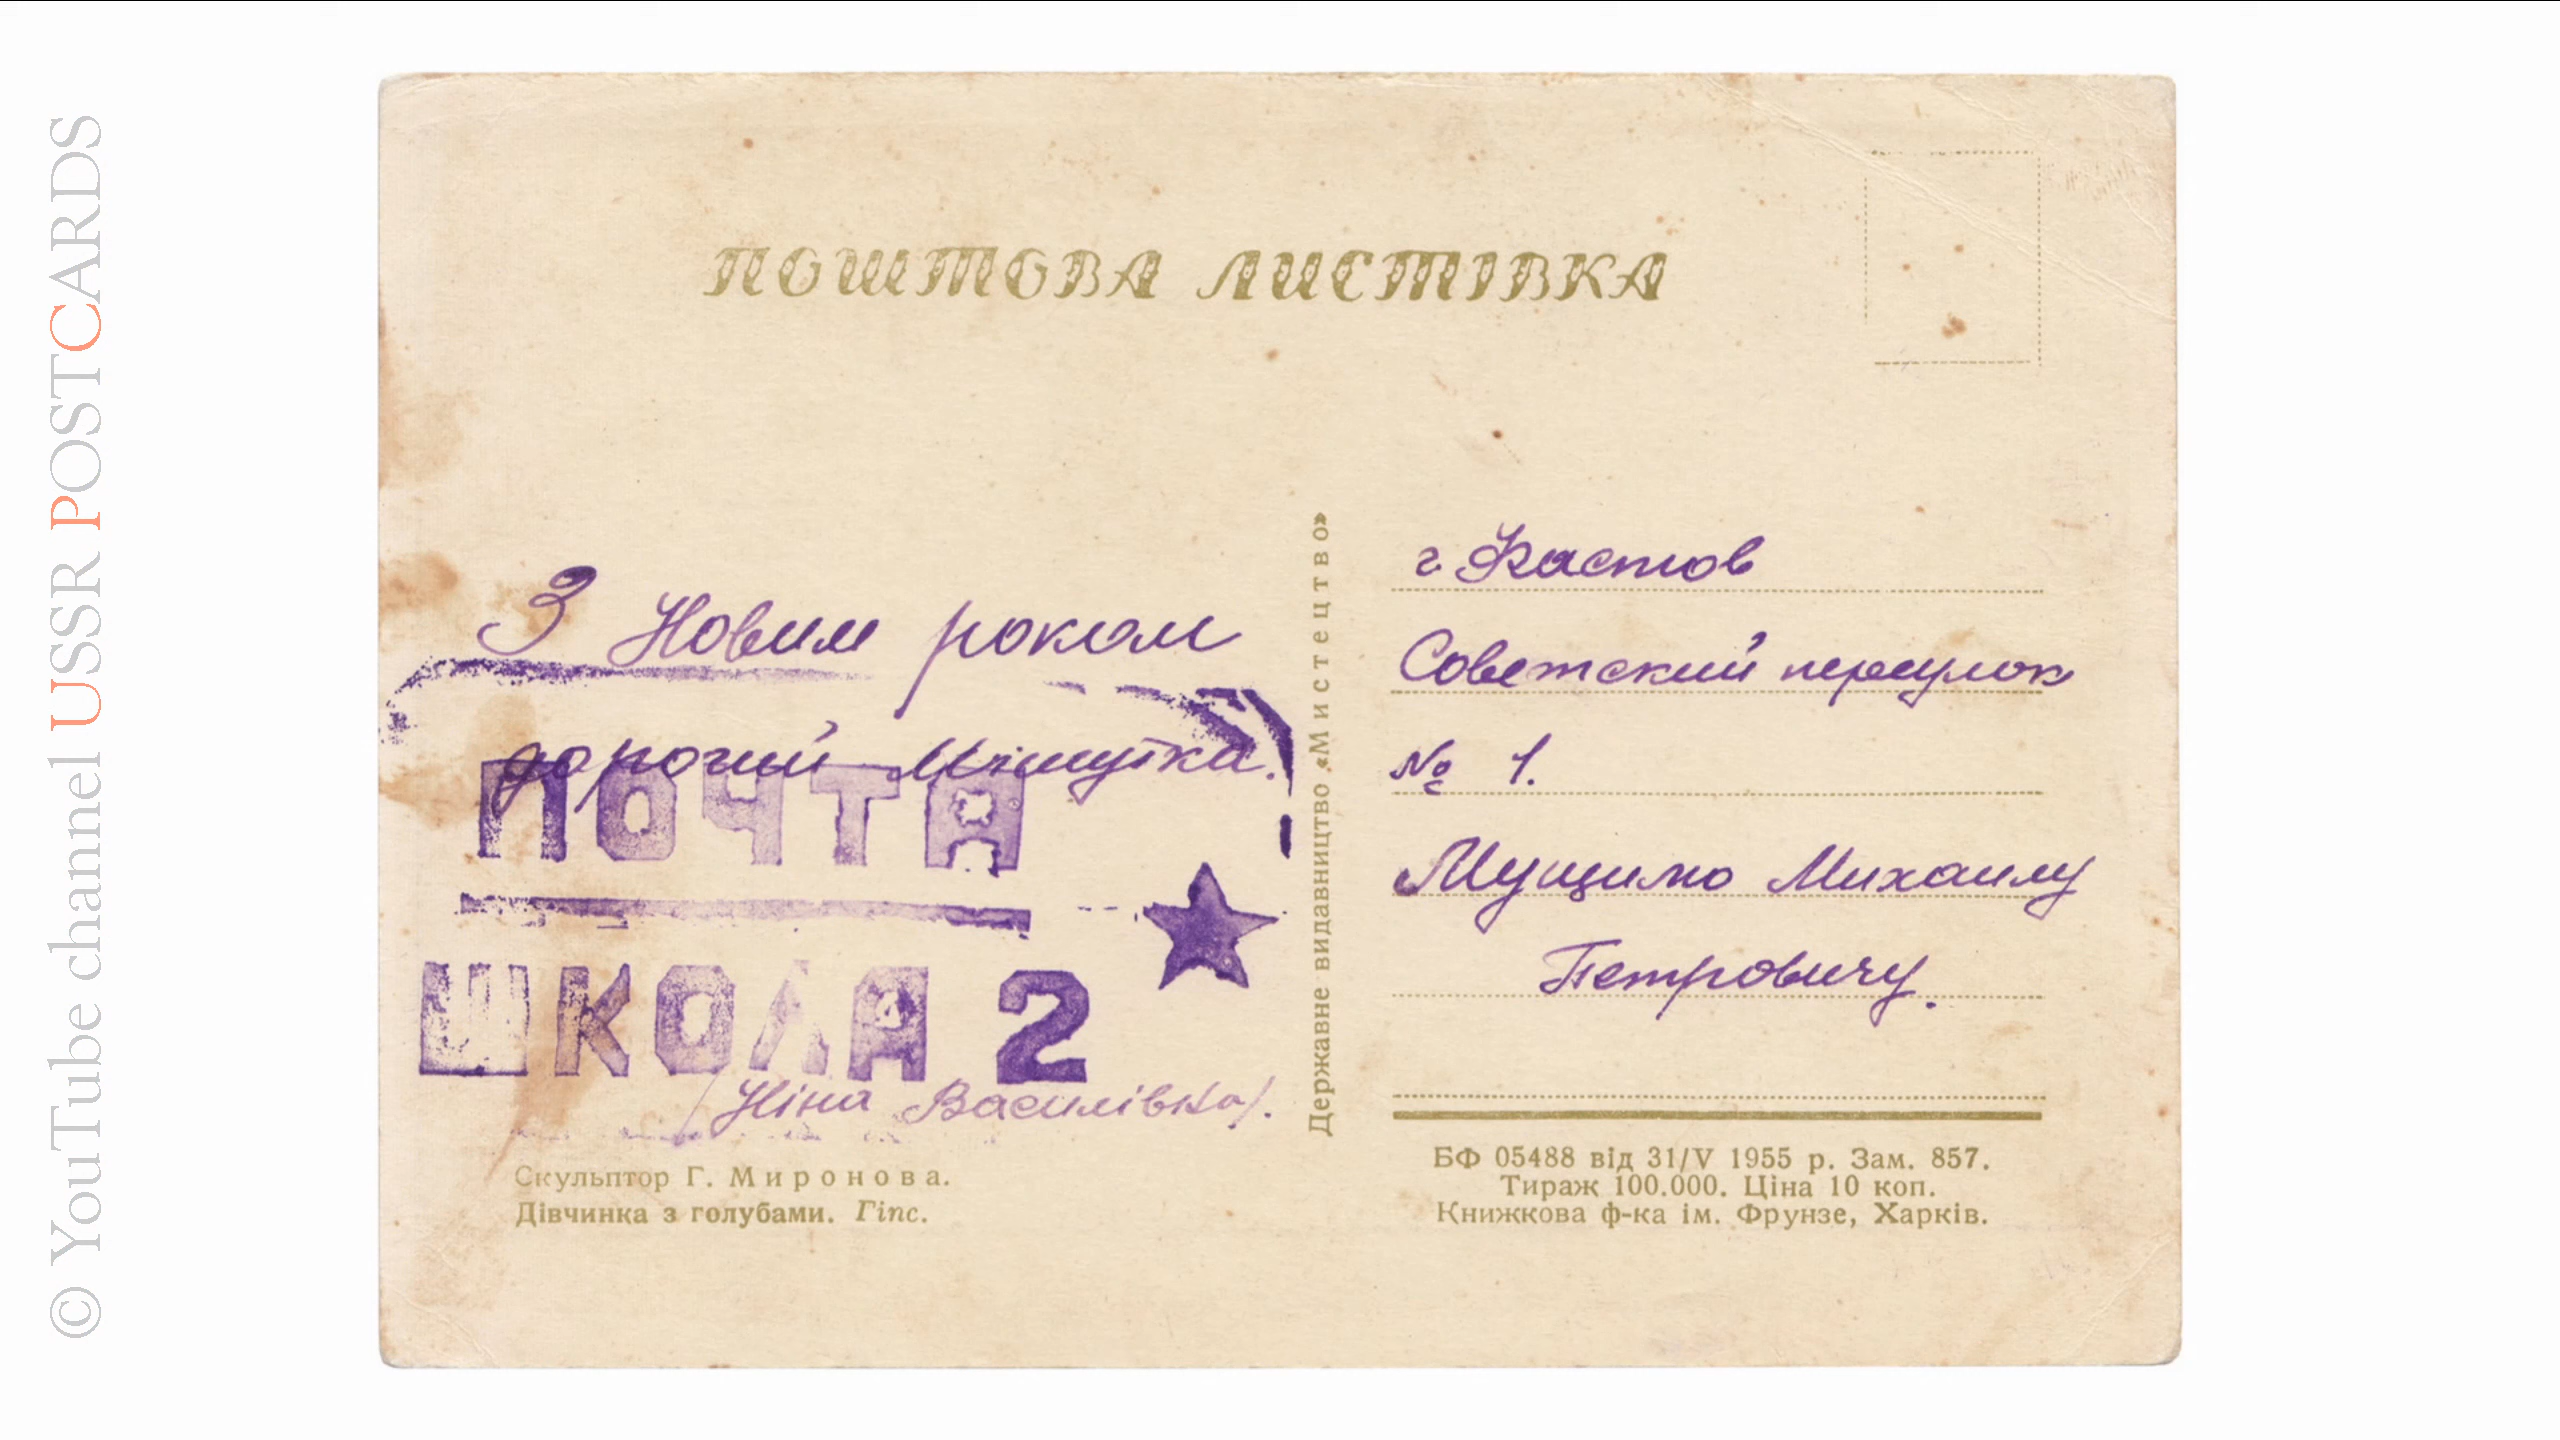 © YouTube channel USSR POSTCARDS
ПОШТОВА ЛИСТІВКА
З Новим роком
дорогий Мішутка.
ПОЧТА
ШКОЛА 2
/Ніна Василівна/.
Скульптор Г. Миронова.
Дівчинка з голубами. Гіпс.
Державне видавництво «Мистецтво»
г. Фастов
Советский переулок
№ 1.
Михаилу
Петровичу.
БФ 05488 від 31/V 1955 р. Зам. 857.
Тираж 100.000. Ціна 10 коп.
Книжкова ф-ка ім. Фрунзе, Харків.